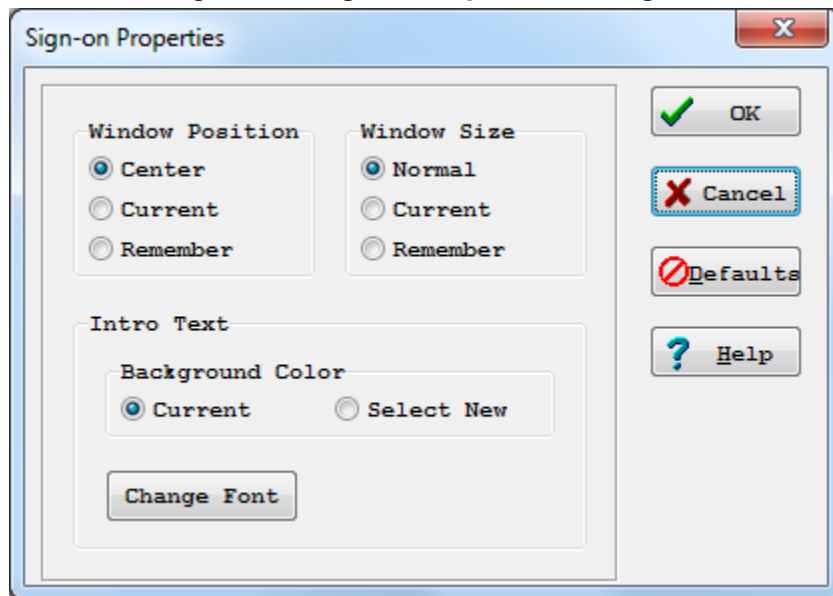 Sign-on Properties
Window Position
Center
Current
Remember
Window Size
Normal
Current
Remember
Intro Text
Background Color
Current
Select New
Change Font
OK
Cancel
Defaults
Help